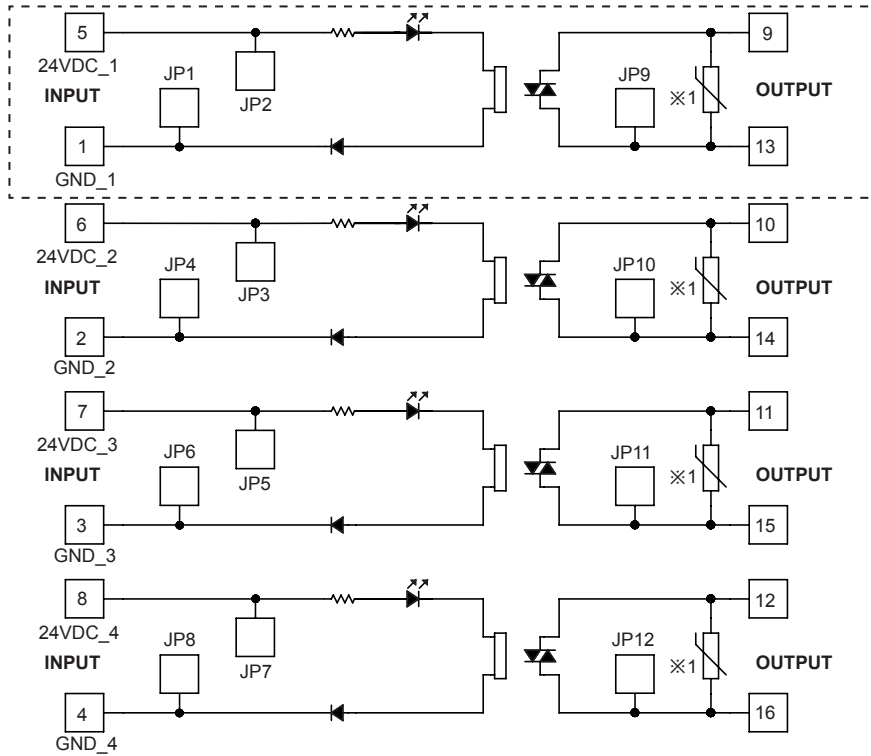 5
9
24VDC_1
JP1
JP9
INPUT
JP2
※1
OUTPUT
1
13
GND_1
6
10
24VDC_2
JP4
JP3
JP10
INPUT
※1
OUTPUT
2
14
GND_2
7
11
24VDC_3
JP6
JP11
INPUT
JP5
※1
OUTPUT
3
15
GND_3
8
12
24VDC_4
JP8
JP12
INPUT
JP7
※1
OUTPUT
4
16
GND_4